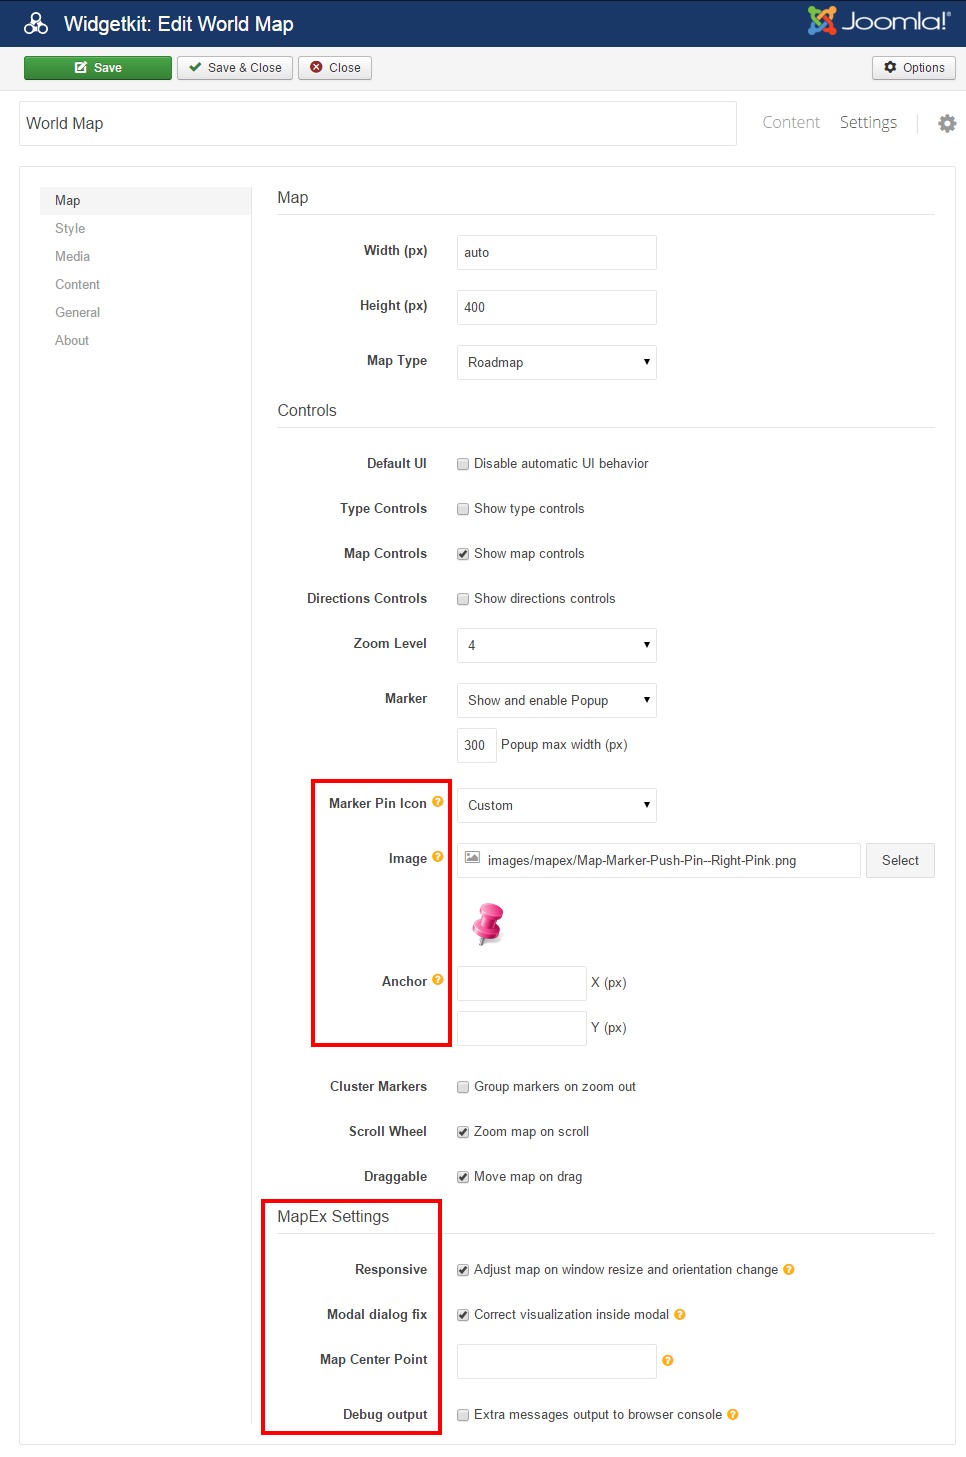 Widgetkit: Edit World Map
Joomla!®
Save
Save & Close
Close
Options
World Map
Content
Settings
Map
Style
Media
Content
General
About
Map
Width (px)
auto
Height (px)
400
Map Type
Roadmap
Controls
Default UI
Disable automatic UI behavior
Type Controls
Show type controls
Map Controls
Show map controls
Directions Controls
Show directions controls
Zoom Level
4
Marker
Show and enable Popup
300
Popup max width (px)
Marker Pin Icon ?
Custom
Image ?
images/mapex/Map-Marker-Push-Pin--Right-Pink.png
Select
Anchor ?
X (px)
Y (px)
Cluster Markers
Group markers on zoom out
Scroll Wheel
Zoom map on scroll
Draggable
Move map on drag
MapEx Settings
Responsive
Adjust map on window resize and orientation change ?
Modal dialog fix
Correct visualization inside modal ?
Map Center Point
?
Debug output
Extra messages output to browser console ?